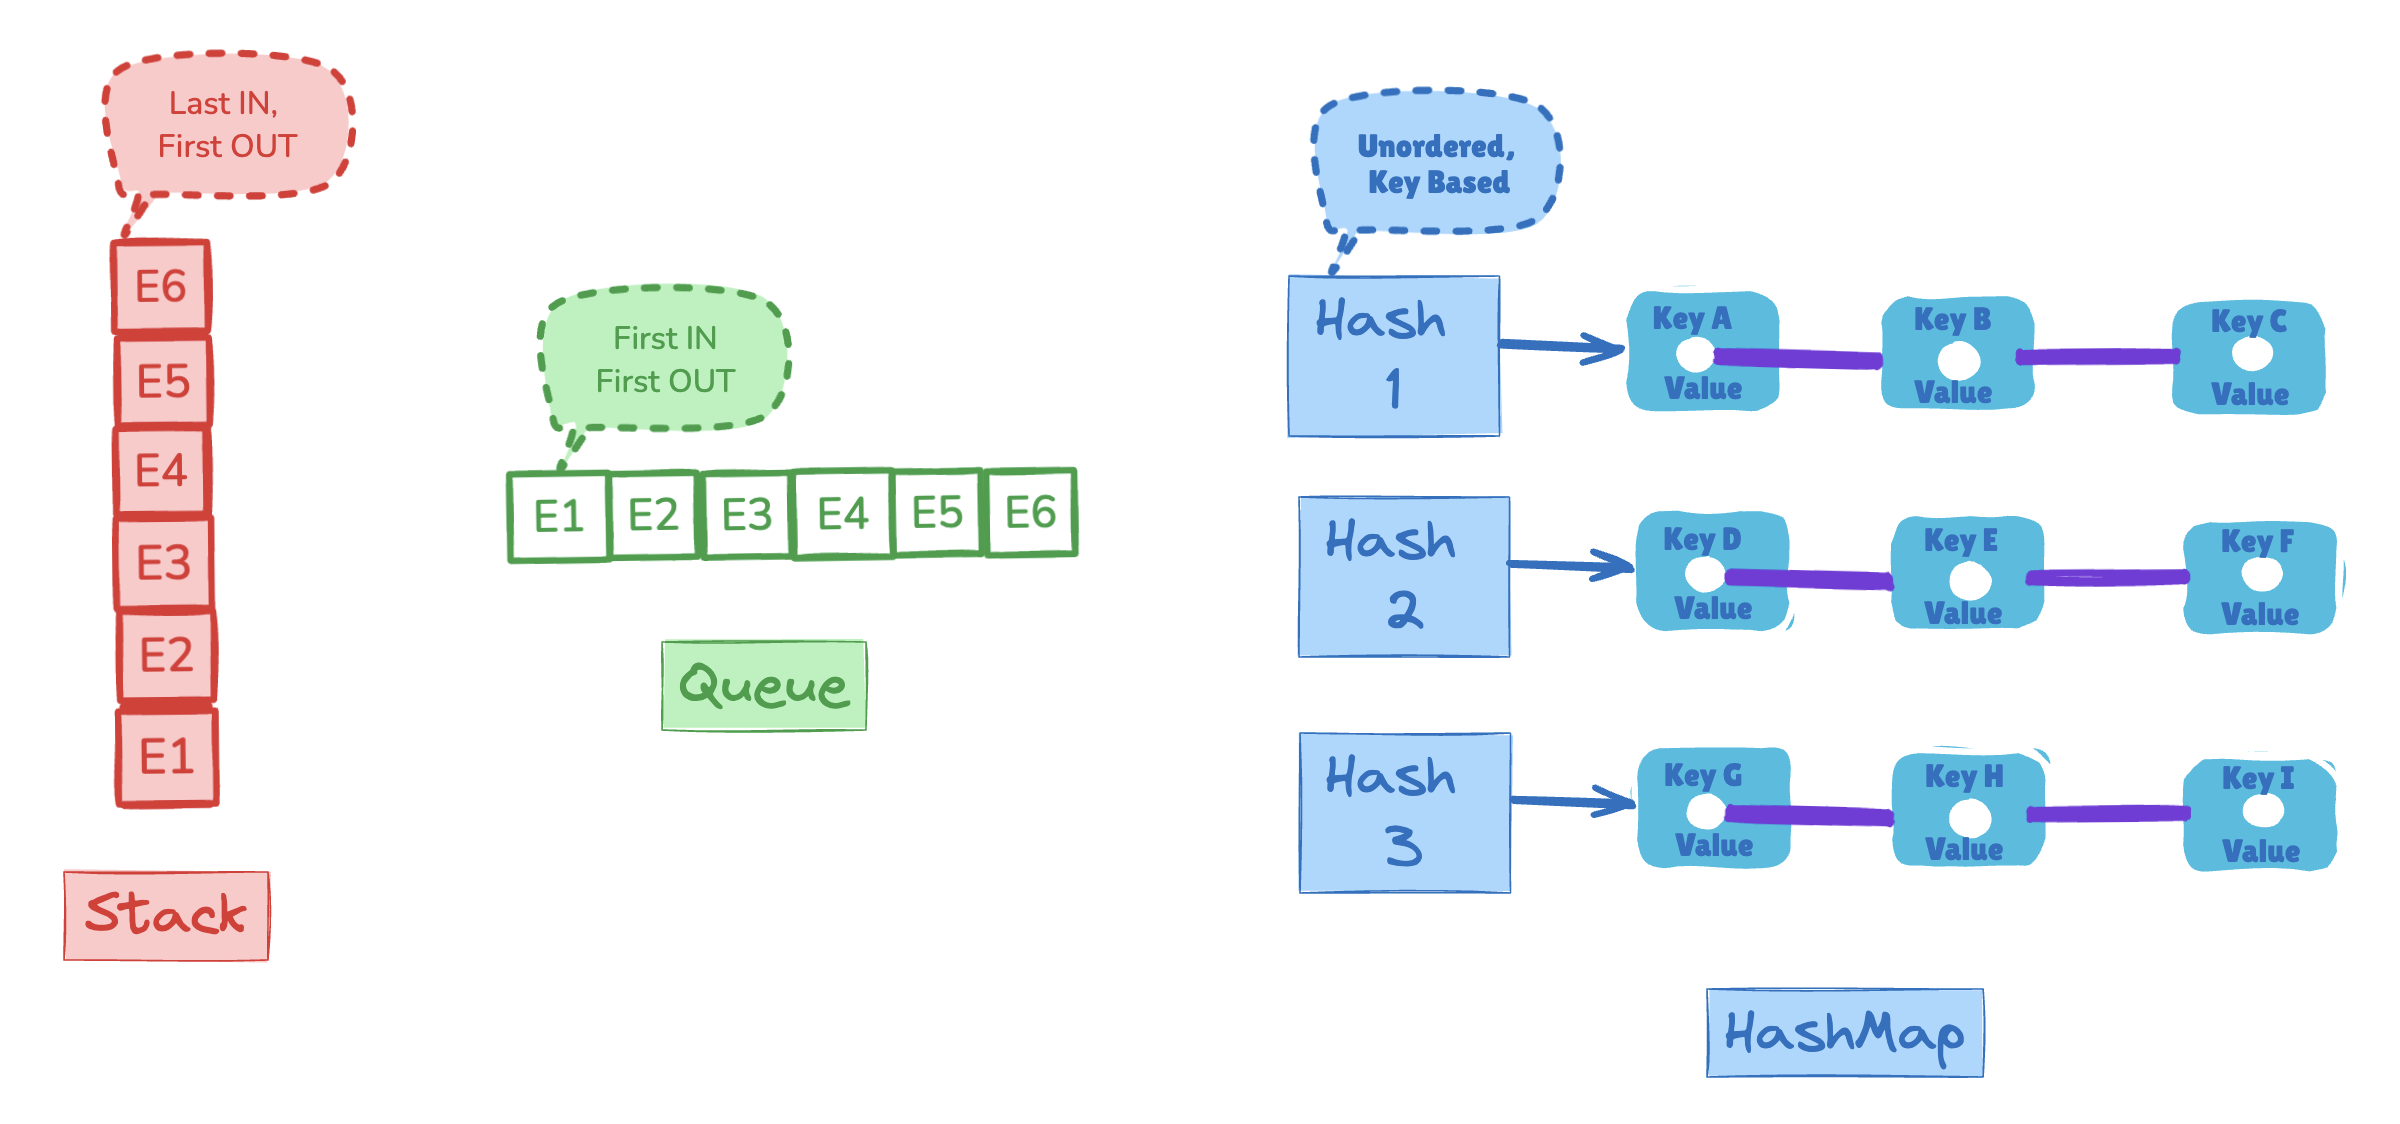 Last IN,
First OUT
E6
E5
E4
E3
E2
E1
Stack
First IN
First OUT
E1 E2 E3 E4 E5 E6
Queue
Unordered,
Key Based
Hash
1
Key A
Value
Key B
Value
Key C
Value
Hash
2
Key D
Value
Key E
Value
Key F
Value
Hash
3
Key G
Value
Key H
Value
Key I
Value
HashMap